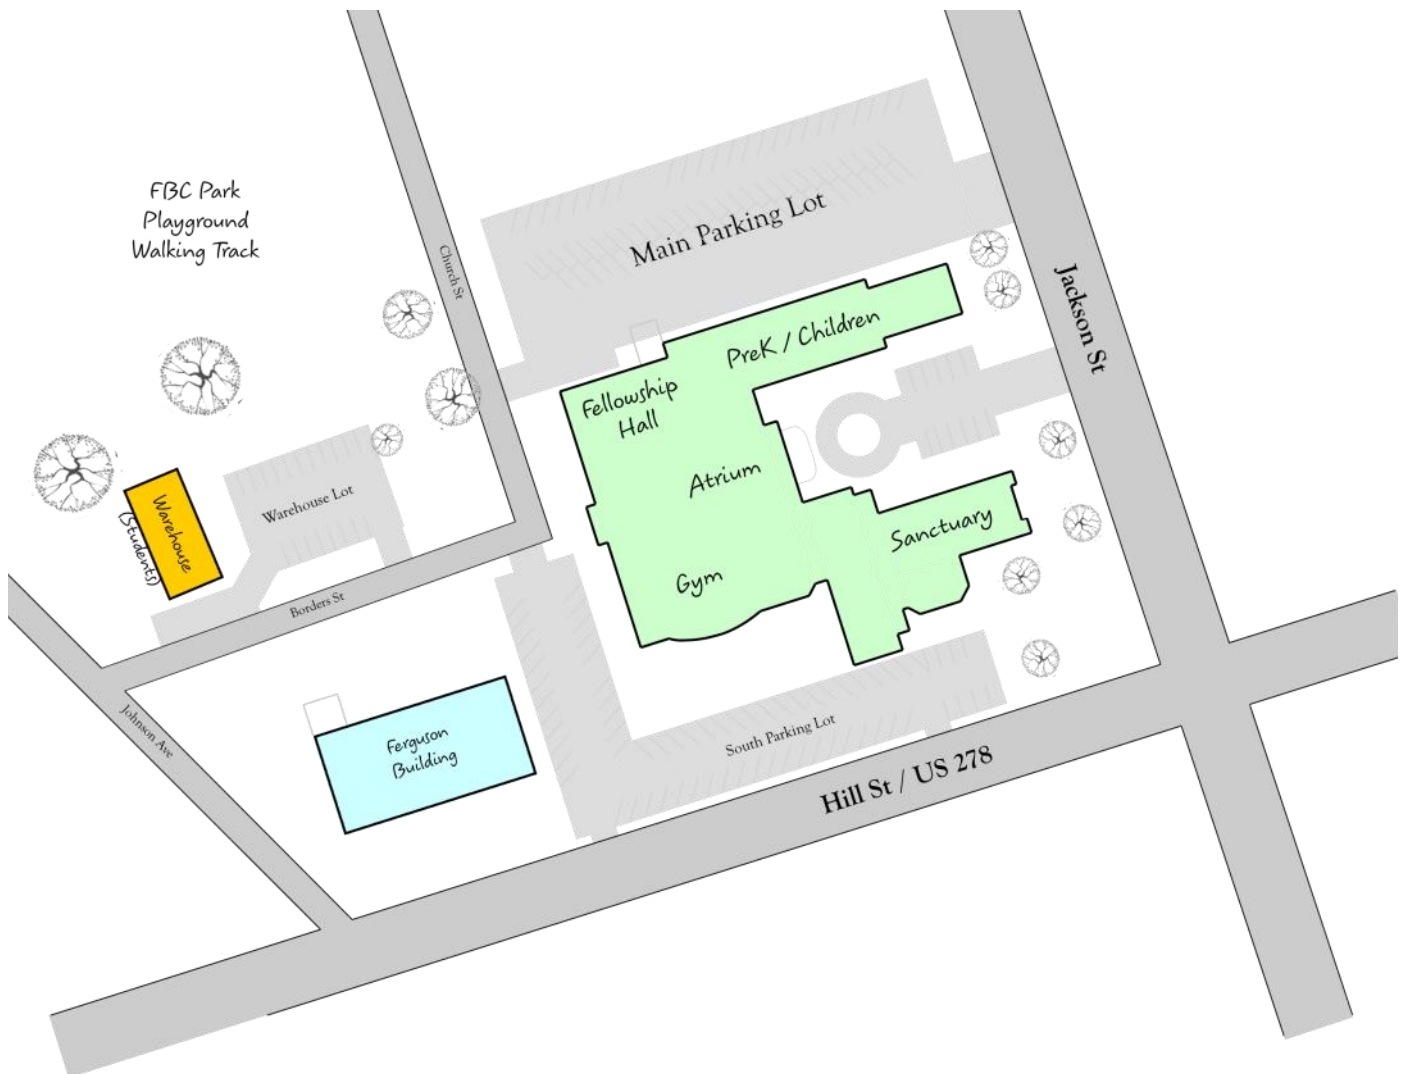 FBC Park
Playground
Walking Track
Church St
Main Parking Lot
Jackson St
PreK / Children
Fellowship
Hall
Atrium
Sanctuary
Gym
Warehouse
(Students)
Warehouse Lot
Borders St
Johnson Ave
Ferguson
Building
South Parking Lot
Hill St / US 278